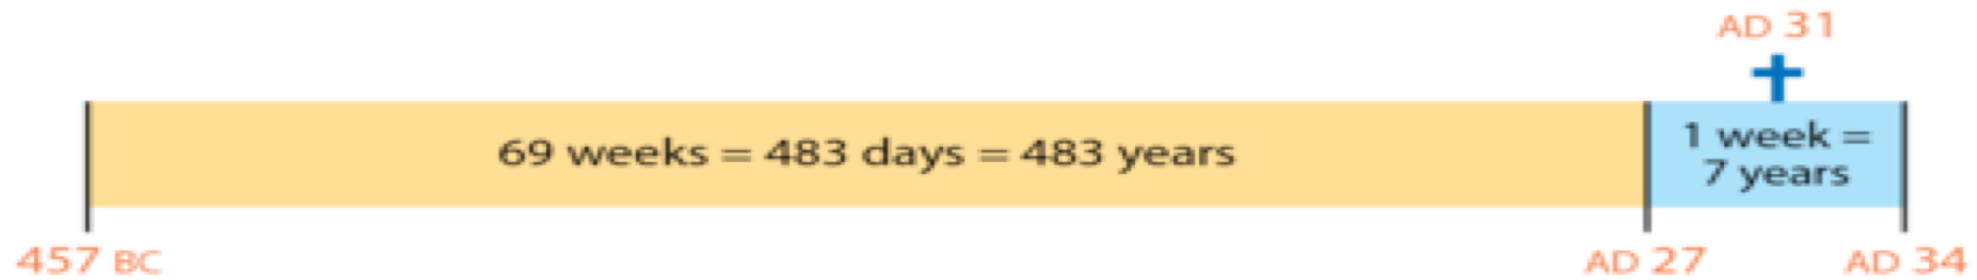 AD 31
69 weeks = 483 days = 483 years
1 week =
7 years
457 BC
AD 27
AD 34